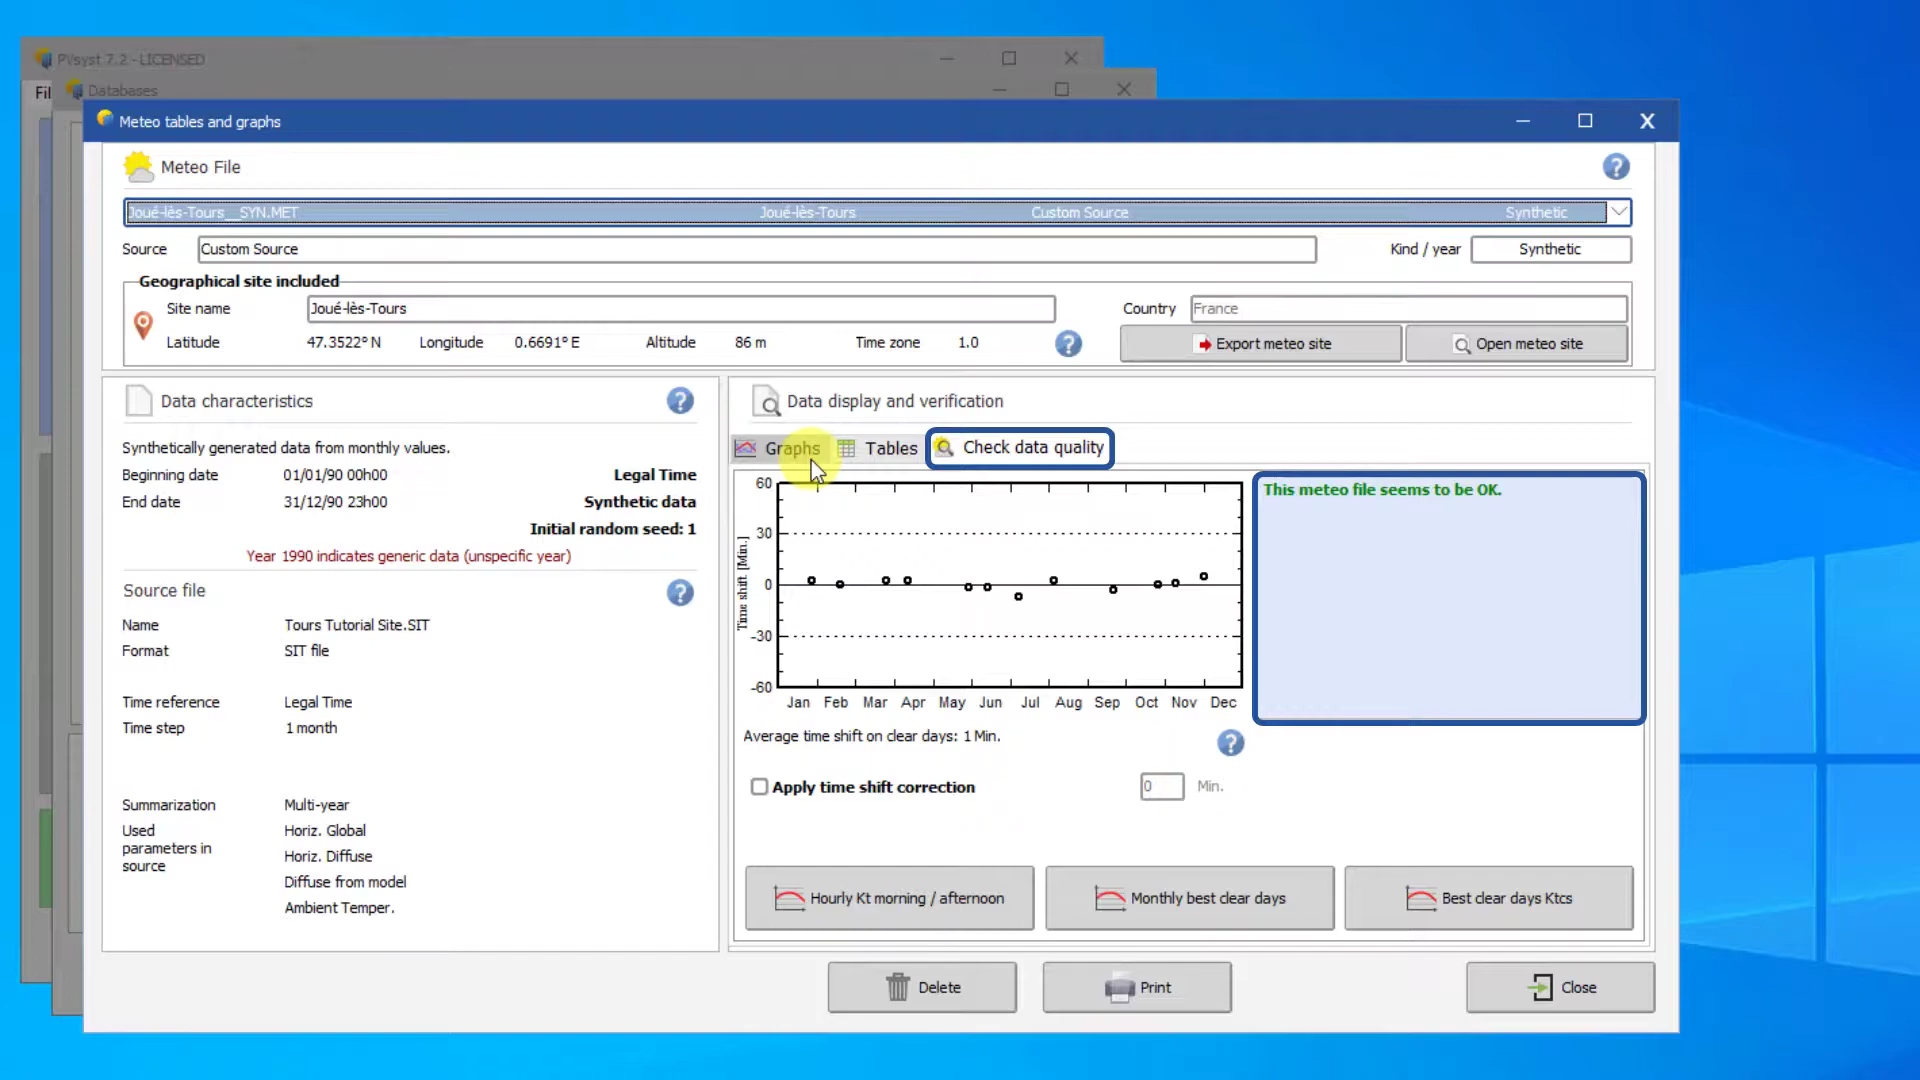 PVsyst 7.2 - LICENSED
Fil
Databases
Meteo tables and graphs
Meteo File
Joué-lès-Tours__SYN.MET Joué-lès-Tours Custom Source Synthetic
Source Custom Source Kind / year Synthetic
Geographical site included
Site name Joué-lès-Tours Country France
Latitude 47.3522° N Longitude 0.6691° E Altitude 86 m Time zone 1.0 Export meteo site Open meteo site
Data characteristics
Synthetically generated data from monthly values.
Beginning date 01/01/90 00h00 Legal Time
End date 31/12/90 23h00 Synthetic data
Initial random seed: 1
Year 1990 indicates generic data (unspecific year)
Source file
Name Tours Tutorial Site.SIT
Format SIT file
Time reference Legal Time
Time step 1 month
Summarization Multi-year
Used parameters in source
Horiz. Global
Horiz. Diffuse
Diffuse from model
Ambient Temper.
Data display and verification
Graphs Tables Check data quality
Time shift [Min.]
60
30
0
-30
-60
Jan Feb Mar Apr May Jun Jul Aug Sep Oct Nov Dec
This meteo file seems to be OK.
Average time shift on clear days: 1 Min.
Apply time shift correction 0 Min.
Hourly Kt morning / afternoon Monthly best clear days Best clear days Ktcs
Delete Print Close